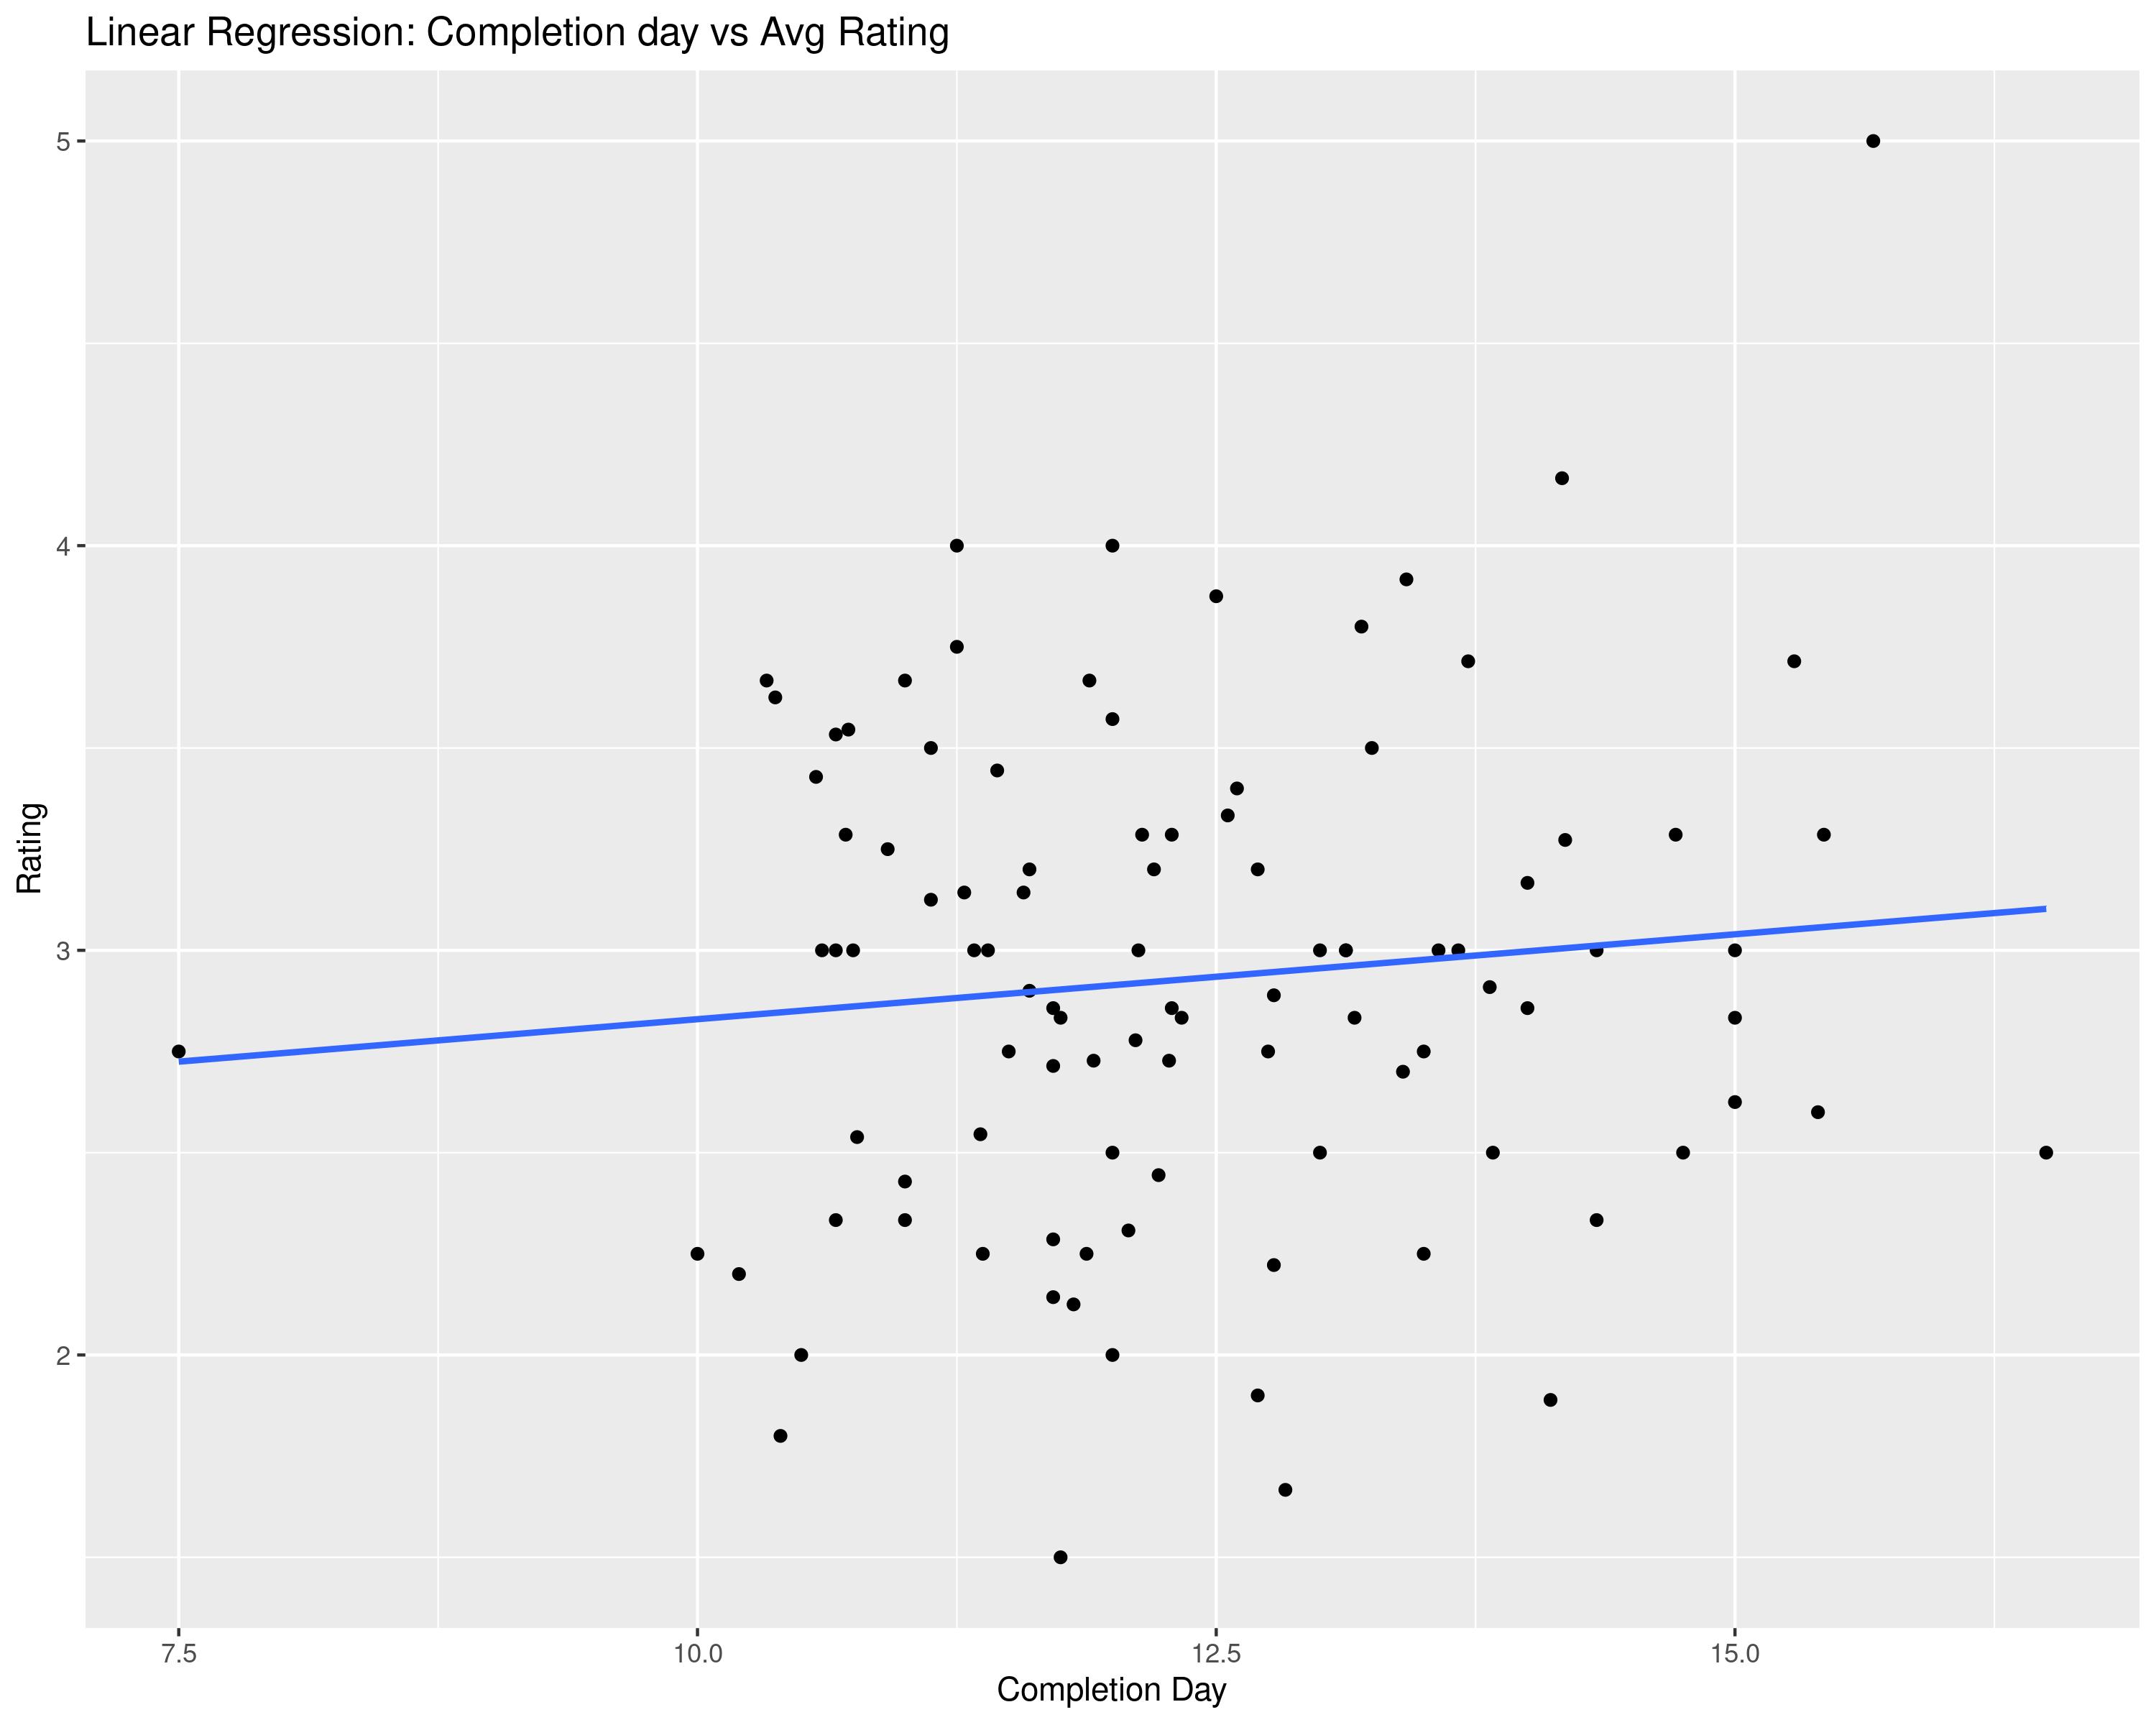 Linear Regression: Completion day vs Avg Rating
5
4
3
2
Rating
7.5
10.0
12.5
15.0
Completion Day